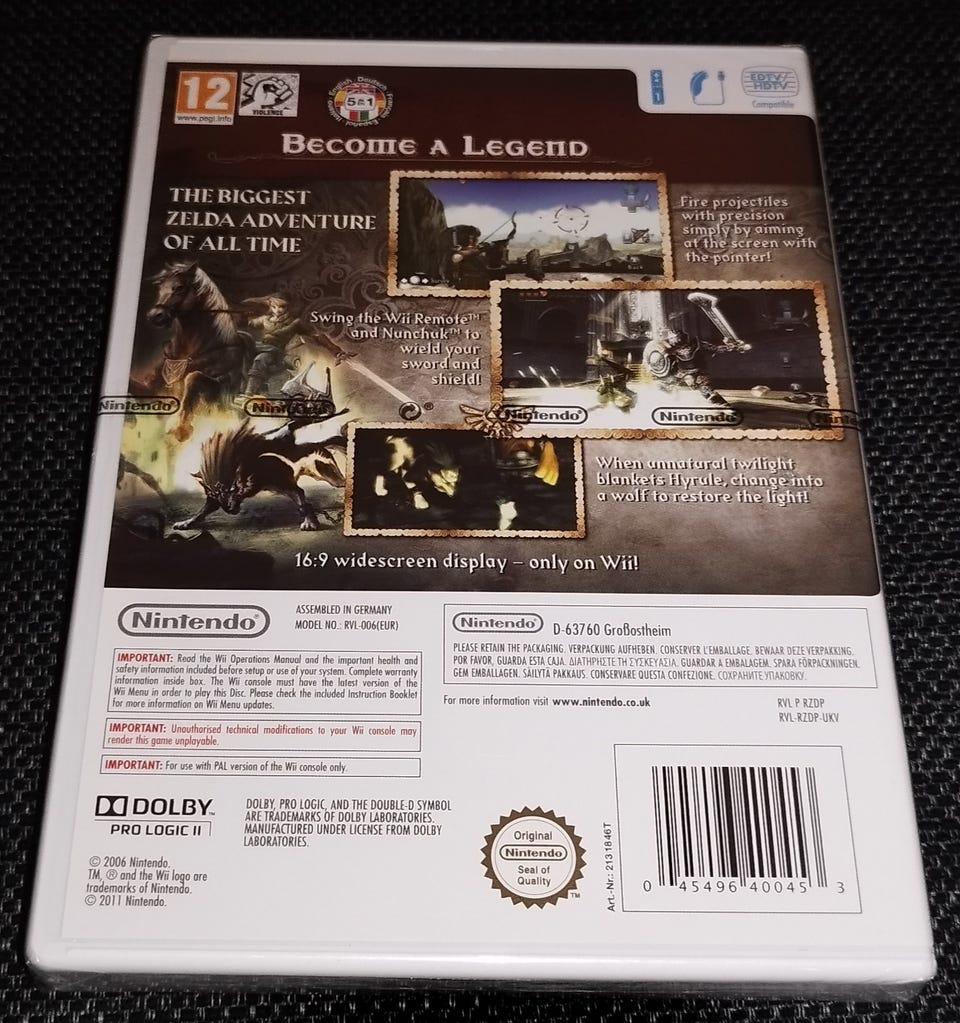 12
www.pegi.info
VIOLENCE
English · Deutsch
Français
Español
Italiano
5 in 1
EDTV/
HDTV
Compatible
BECOME A LEGEND
THE BIGGEST
ZELDA ADVENTURE
OF ALL TIME
Fire projectiles
with precision
simply by aiming
at the screen with
the pointer!
Back
Swing the Wii Remote™
and Nunchuk™ to
wield your
sword and
shield!
®
Nintendo®
Nintendo®
Nintendo®
Nintendo®
When unnatural twilight
blankets Hyrule, change into
a wolf to restore the light!
16:9 widescreen display – only on Wii!
Nintendo®
ASSEMBLED IN GERMANY
MODEL NO.: RVL-006(EUR)
Nintendo®
D-63760 Großostheim
PLEASE RETAIN THE PACKAGING. VERPACKUNG AUFHEBEN. CONSERVER L'EMBALLAGE. BEWAAR DEZE VERPAKKING.
POR FAVOR, GUARDA ESTA CAJA. ΔΙΑΤΗΡΗΣΤΕ ΤΗ ΣΥΣΚΕΥΑΣΙΑ. GUARDAR A EMBALAGEM. SPARA FÖRPACKNINGEN.
GEM EMBALLAGEN. SÄILYTÄ PAKKAUS. CONSERVARE QUESTA CONFEZIONE. СОХРАНИТЕ УПАКОВКУ.
IMPORTANT: Read the Wii Operations Manual and the important health and
safety information included before setup or use of your system. Complete warranty
information inside box. The Wii console must have the latest version of the
Wii Menu in order to play this Disc. Please check the included Instruction Booklet
for more information on Wii Menu updates.
For more information visit www.nintendo.co.uk
RVL P RZDP
RVL-RZDP-UKV
IMPORTANT: Unauthorised technical modifications to your Wii console may
render this game unplayable.
IMPORTANT: For use with PAL version of the Wii console only.
DOLBY™
PRO LOGIC II
DOLBY, PRO LOGIC, AND THE DOUBLE-D SYMBOL
ARE TRADEMARKS OF DOLBY LABORATORIES.
MANUFACTURED UNDER LICENSE FROM DOLBY
LABORATORIES.
© 2006 Nintendo.
TM, ® and the Wii logo are
trademarks of Nintendo.
© 2011 Nintendo.
Original
Nintendo®
Seal of
Quality
TM
Art.-Nr.: 2131846T
0 45496 40045 3